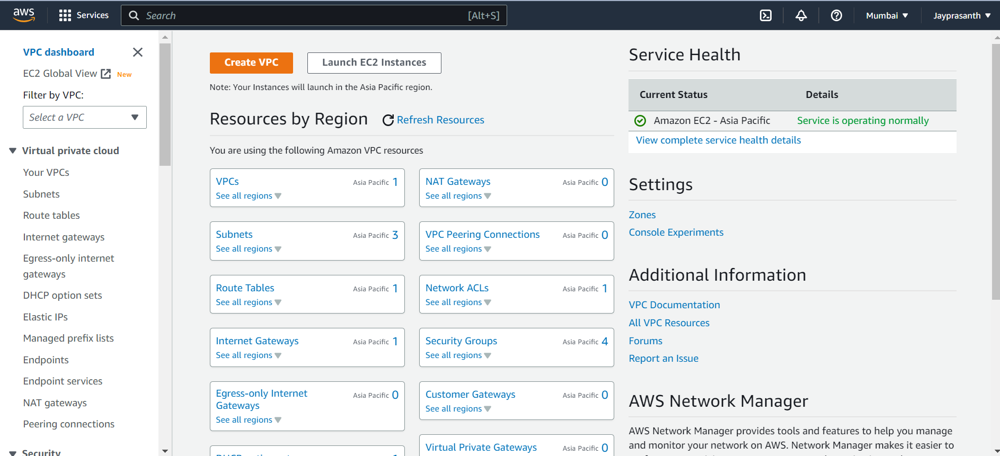 aws
Services
Search
[Alt+S]
Mumbai
Jayprasanth
VPC dashboard
EC2 Global View New
Filter by VPC:
Select a VPC
Virtual private cloud
Your VPCs
Subnets
Route tables
Internet gateways
Egress-only internet
gateways
DHCP option sets
Elastic IPs
Managed prefix lists
Endpoints
Endpoint services
NAT gateways
Peering connections
Security
Create VPC
Launch EC2 Instances
Note: Your Instances will launch in the Asia Pacific region.
Resources by Region
Refresh Resources
You are using the following Amazon VPC resources
VPCs Asia Pacific 1
See all regions
NAT Gateways Asia Pacific 0
See all regions
Subnets Asia Pacific 3
See all regions
VPC Peering Connections Asia Pacific 0
See all regions
Route Tables Asia Pacific 1
See all regions
Network ACLs Asia Pacific 1
See all regions
Internet Gateways Asia Pacific 1
See all regions
Security Groups Asia Pacific 4
See all regions
Egress-only Internet Asia Pacific 0
Gateways
See all regions
Customer Gateways Asia Pacific 0
See all regions
Virtual Private Gateways Asia Pacific 0
Service Health
Current Status Details
Amazon EC2 - Asia Pacific Service is operating normally
View complete service health details
Settings
Zones
Console Experiments
Additional Information
VPC Documentation
All VPC Resources
Forums
Report an Issue
AWS Network Manager
AWS Network Manager provides tools and features to help you manage
and monitor your network on AWS. Network Manager makes it easier to